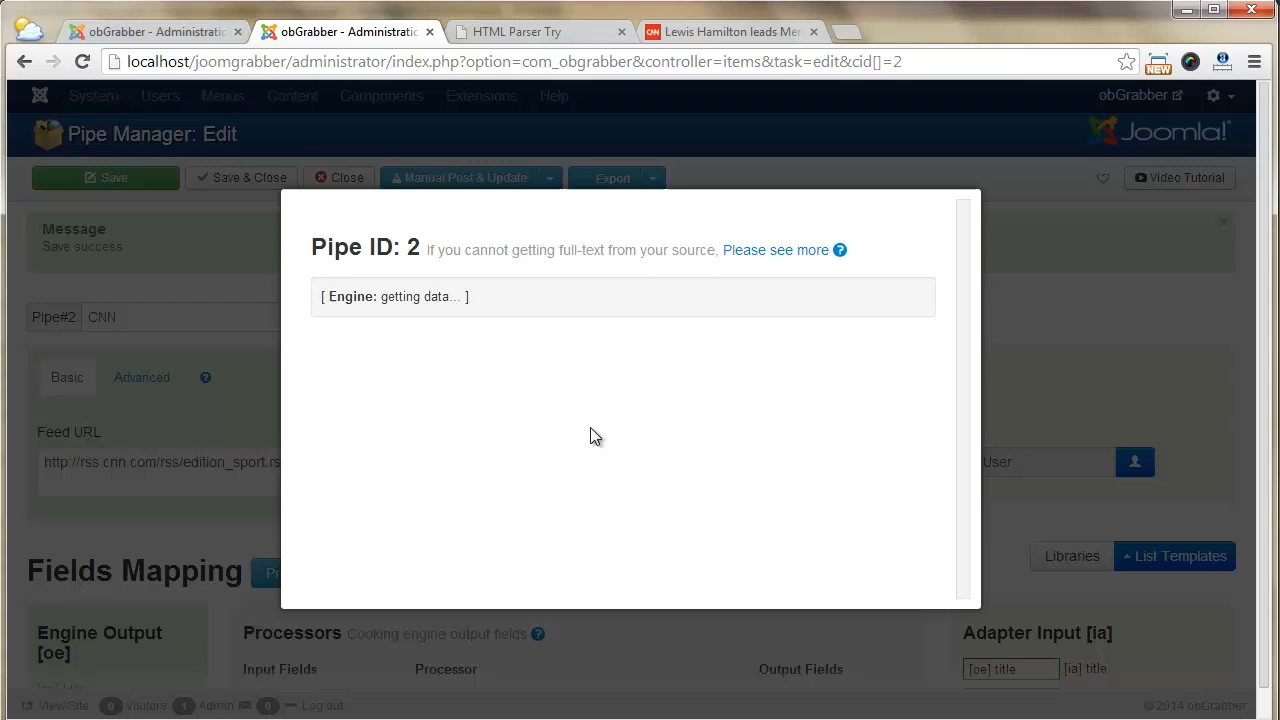 obGrabber - Administratic
obGrabber - Administratic
HTML Parser Try
CNN Lewis Hamilton leads Mer
localhost/joomgrabber/administrator/index.php?option=com_obgrabber&controller=items&task=edit&cid[]=2
NEW
System Users Menus Content Components Extensions Help
obGrabber
Pipe Manager: Edit
Joomla!
Save
Save & Close
Close
Manual Post & Update
Export
Video Tutorial
Message
Save success
Pipe ID: 2 If you cannot getting full-text from your source, Please see more ?
[ Engine: getting data... ]
Pipe#2 CNN
Basic Advanced ?
Feed URL
http://rss.cnn.com/rss/edition_sport.rs
User
Fields Mapping
Pr
Libraries
List Templates
Engine Output
[oe]
Processors Cooking engine output fields ?
Input Fields Processor Output Fields
Adapter Input [ia]
[oe] title [ia] title
View Site 0 visitors 1 Admin 0 Log out
© 2014 obGrabber